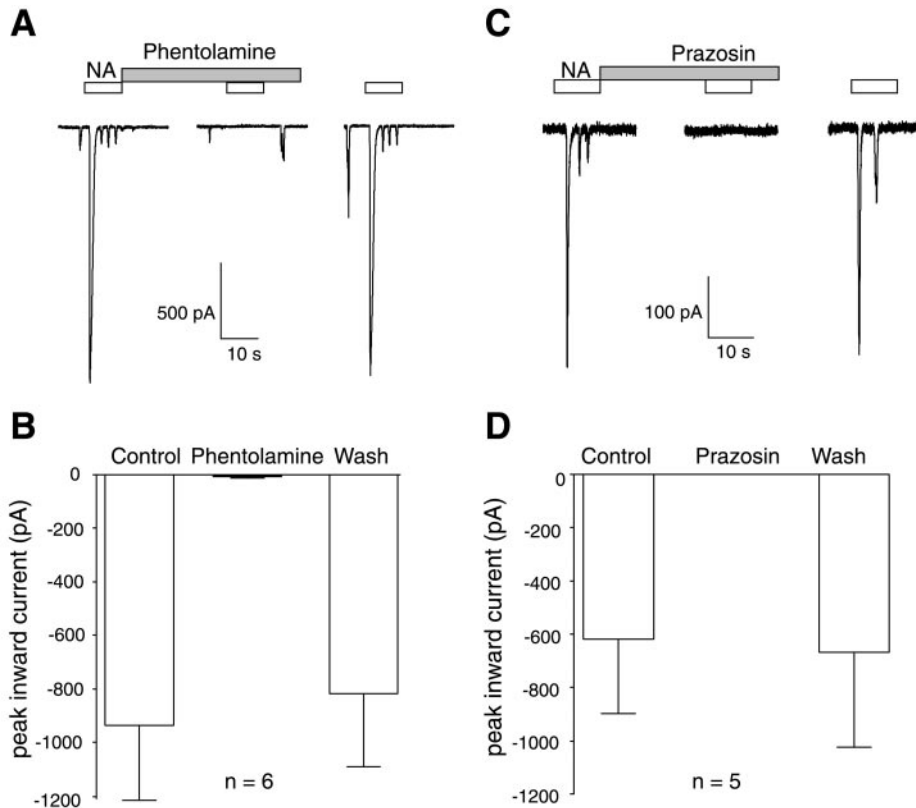 A
Phentolamine
NA
500 pA
10 s
C
Prazosin
NA
100 pA
10 s
B
Control Phentolamine Wash
peak inward current (pA)
0
-200
-400
-600
-800
-1000
-1200
n = 6
D
Control Prazosin Wash
peak inward current (pA)
0
-200
-400
-600
-800
-1000
-1200
n = 5